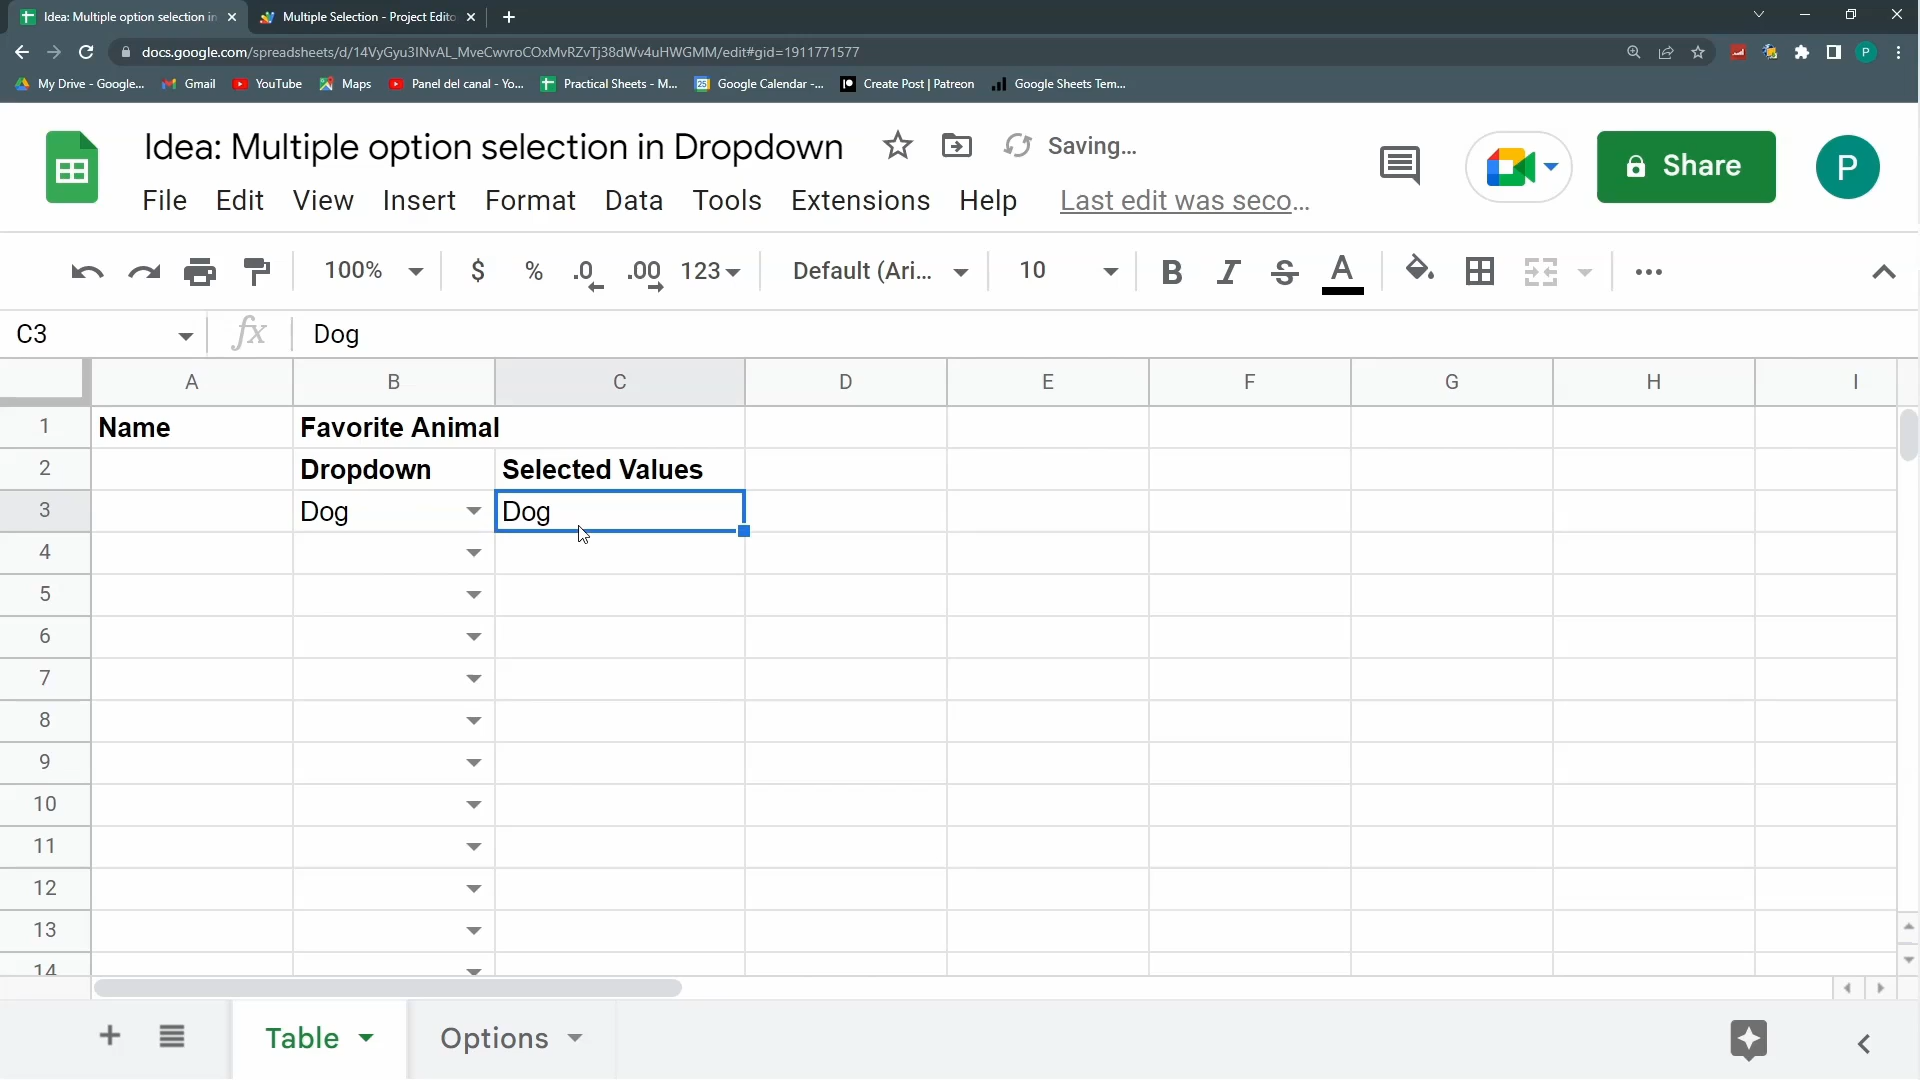 Idea: Multiple option selection in
Multiple Selection - Project Edito
docs.google.com/spreadsheets/d/14VyGyu3INvAL_MveCwvroCOxMvRZvTj38dWv4uHWGMM/edit#gid=1911771577
My Drive - Google...
Gmail
YouTube
Maps
Panel del canal - Yo...
Practical Sheets - M...
Google Calendar -...
Create Post | Patreon
Google Sheets Tem...
Idea: Multiple option selection in Dropdown
Saving...
Share
P
File Edit View Insert Format Data Tools Extensions Help Last edit was seco...
100% $ % .0 .00 123 Default (Ari... 10 B I S A
C3 fx Dog
A B C D E F G H I
1 Name Favorite Animal
2 Dropdown Selected Values
3 Dog Dog
4
5
6
7
8
9
10
11
12
13
14
Table Options